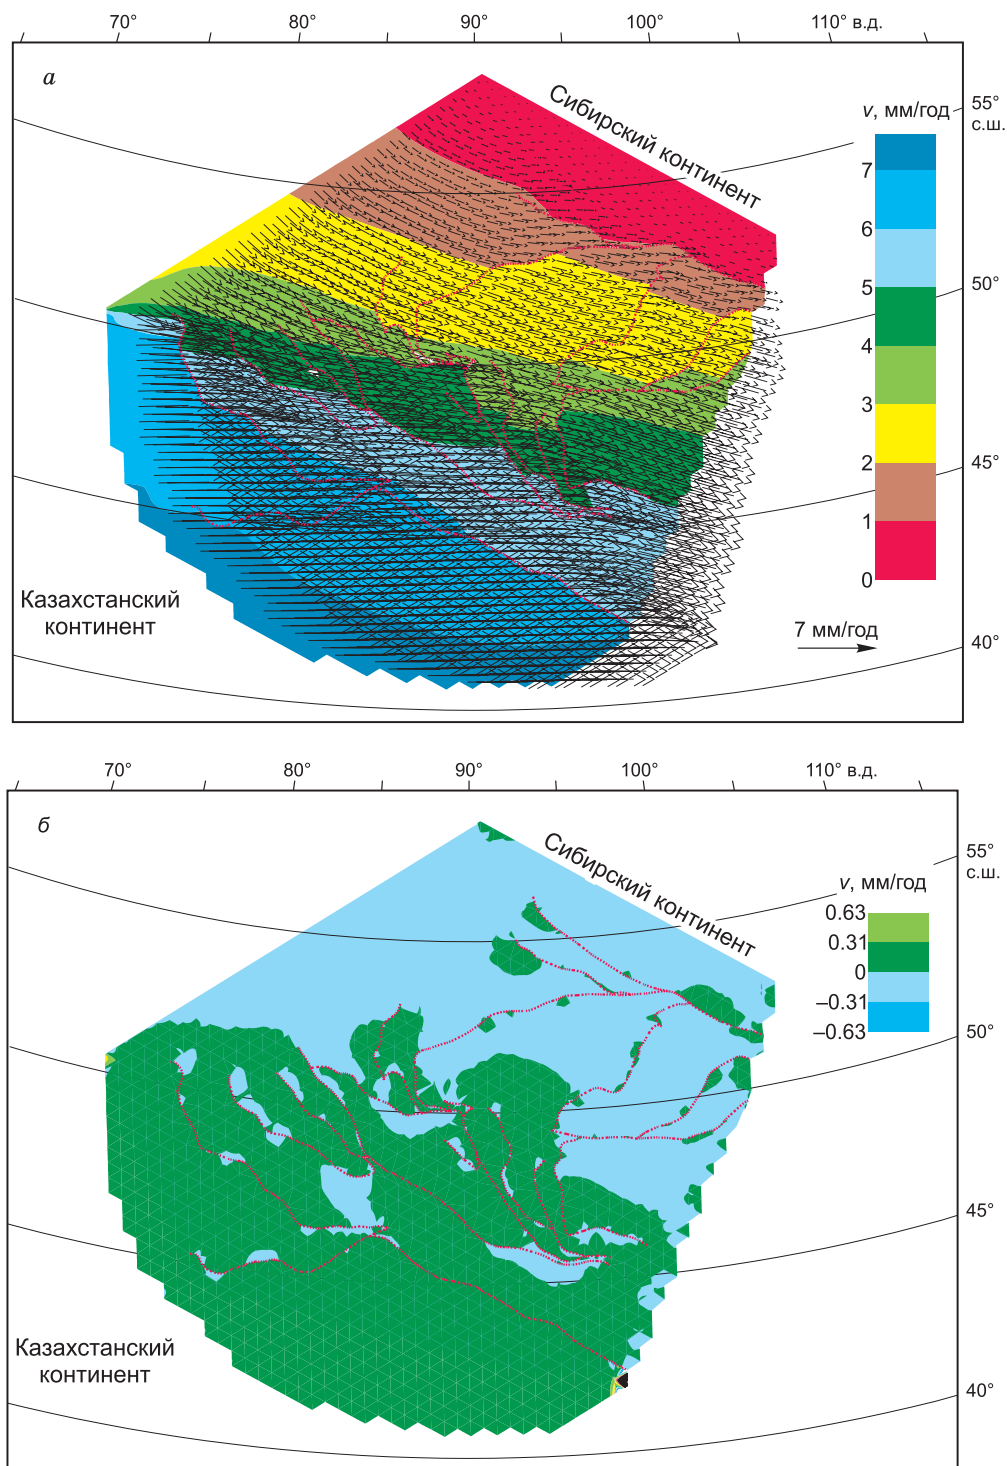 70°
80°
90°
100°
110° в.д.
а
Сибирский континент
55°
с.ш.
v, мм/год
7
6
5
4
3
2
1
0
50°
45°
40°
7 мм/год
Казахстанский
континент
70°
80°
90°
100°
110° в.д.
б
Сибирский континент
55°
с.ш.
v, мм/год
0.63
0.31
0
–0.31
–0.63
50°
45°
40°
Казахстанский
континент